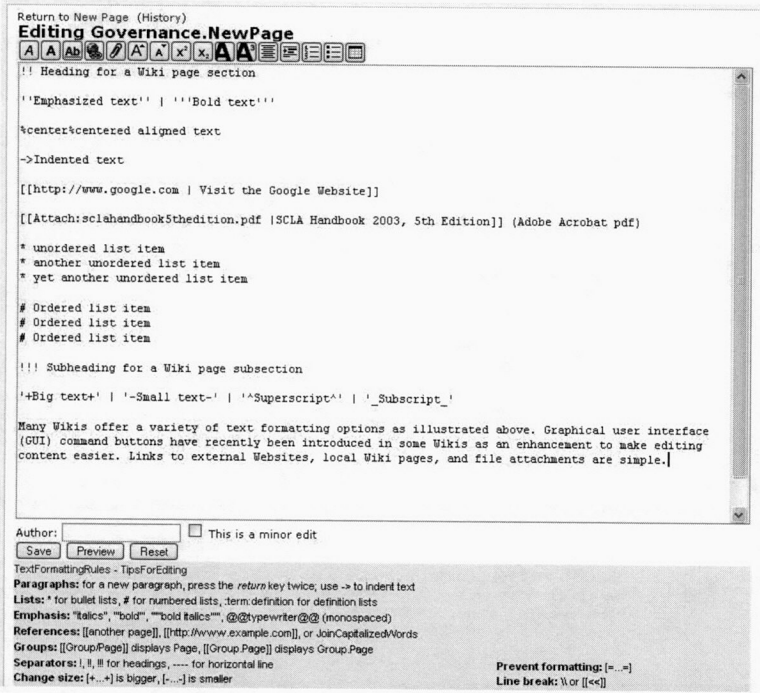 Return to New Page (History)
Editing Governance.NewPage
A A Ab A A x² x₂ A A
!! Heading for a Wiki page section
''Emphasized text'' | '''Bold text'''
%center%centered aligned text
->Indented text
[[http://www.google.com | Visit the Google Website]]
[[Attach:sclahandbook5thedition.pdf |SCLA Handbook 2003, 5th Edition]] (Adobe Acrobat pdf)
* unordered list item
* another unordered list item
* yet another unordered list item
# Ordered list item
# Ordered list item
# Ordered list item
!!! Subheading for a Wiki page subsection
'+Big text+' | '-Small text-' | '^Superscript^' | '_Subscript_'
Many Wikis offer a variety of text formatting options as illustrated above. Graphical user interface
(GUI) command buttons have recently been introduced in some Wikis as an enhancement to make editing
content easier. Links to external Websites, local Wiki pages, and file attachments are simple.
Author: This is a minor edit
Save Preview Reset
TextFormattingRules - TipsForEditing
Paragraphs: for a new paragraph, press the return key twice; use -> to indent text
Lists: * for bullet lists, # for numbered lists, :term:definition for definition lists
Emphasis: ''italics'', '''bold''', '''''bold italics''''', @@typewriter@@ (monospaced)
References: [[another page]], [[http://www.example.com]], or JoinCapitalizedWords
Groups: [[Group/Page]] displays Page, [[Group.Page]] displays Group.Page
Separators: !, !!, !!! for headings, ---- for horizontal line
Prevent formatting: [=...=]
Change size: [+...+] is bigger, [-...-] is smaller
Line break: \\ or [[<<]]